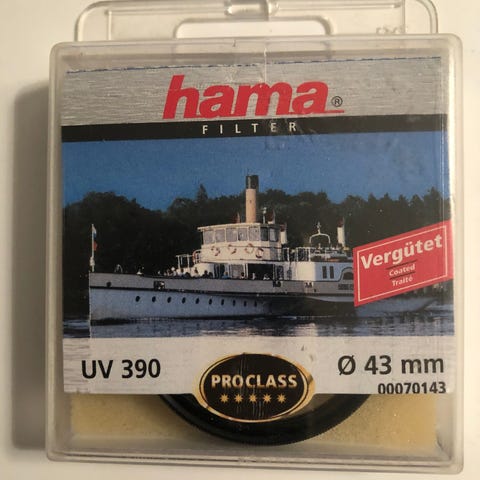 hama®
FILTER
Vergütet
Coated
Traité
UV 390
PROCLASS
Ø 43 mm
00070143